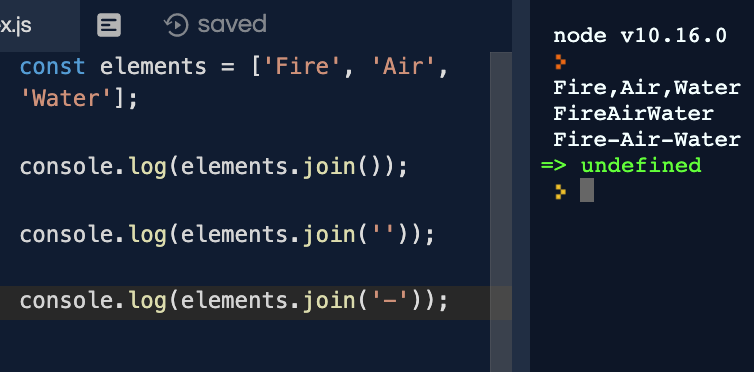 x.js saved
const elements = ['Fire', 'Air',
'Water'];
console.log(elements.join());
console.log(elements.join(''));
console.log(elements.join('-'));
node v10.16.0
Fire,Air,Water
FireAirWater
Fire-Air-Water
=> undefined